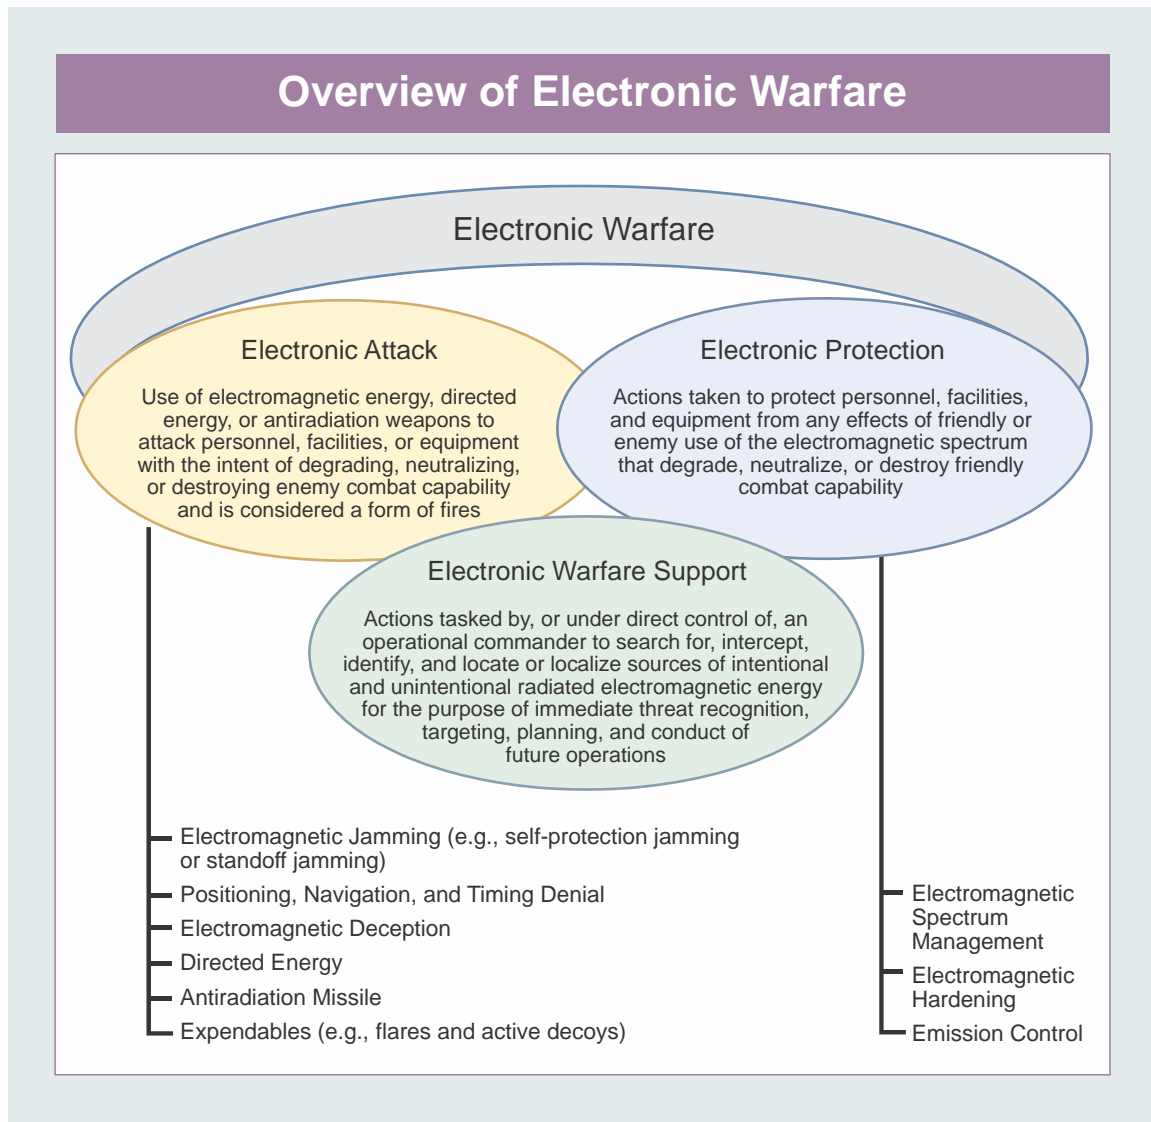 Overview of Electronic Warfare
Electronic Warfare
Electronic Attack
Use of electromagnetic energy, directed
energy, or antiradiation weapons to
attack personnel, facilities, or equipment
with the intent of degrading, neutralizing,
or destroying enemy combat capability
and is considered a form of fires
Electronic Protection
Actions taken to protect personnel, facilities,
and equipment from any effects of friendly or
enemy use of the electromagnetic spectrum
that degrade, neutralize, or destroy friendly
combat capability
Electronic Warfare Support
Actions tasked by, or under direct control of, an
operational commander to search for, intercept,
identify, and locate or localize sources of intentional
and unintentional radiated electromagnetic energy
for the purpose of immediate threat recognition,
targeting, planning, and conduct of
future operations
Electromagnetic Jamming (e.g., self-protection jamming
or standoff jamming)
Positioning, Navigation, and Timing Denial
Electromagnetic Deception
Directed Energy
Antiradiation Missile
Expendables (e.g., flares and active decoys)
Electromagnetic
Spectrum
Management
Electromagnetic
Hardening
Emission Control